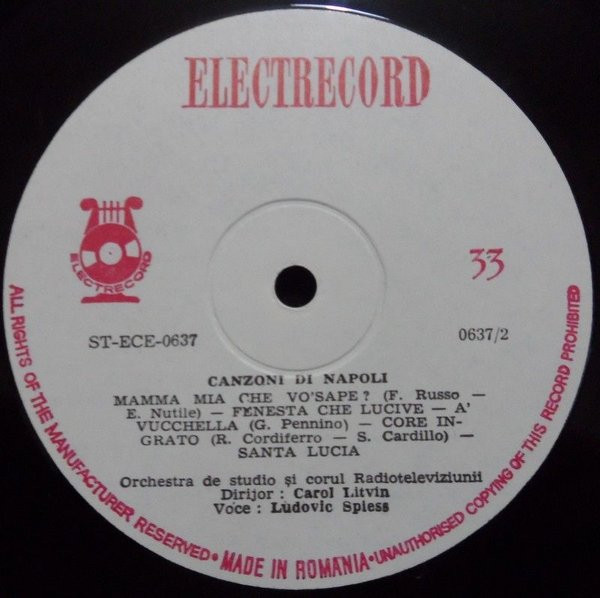 ELECTRECORD
ELECTRECORD
33
ST-ECE-0637
0637/2
CANZONI DI NAPOLI
MAMMA MIA CHE VO'SAPE? (F. Russo —
E. Nutile) — FENESTA CHE LUCIVE — A'
VUCCHELLA (G. Pennino) — CORE IN-
GRATO (R. Cordiferro — S. Cardillo) —
SANTA LUCIA
Orchestra de studio și corul Radioteleviziunii
Dirijor : Carol Litvin
Voce : Ludovic Spiess
ALL RIGHTS OF THE MANUFACTURER RESERVED • MADE IN ROMANIA • UNAUTHORISED COPYING OF THIS RECORD PROHIBITED